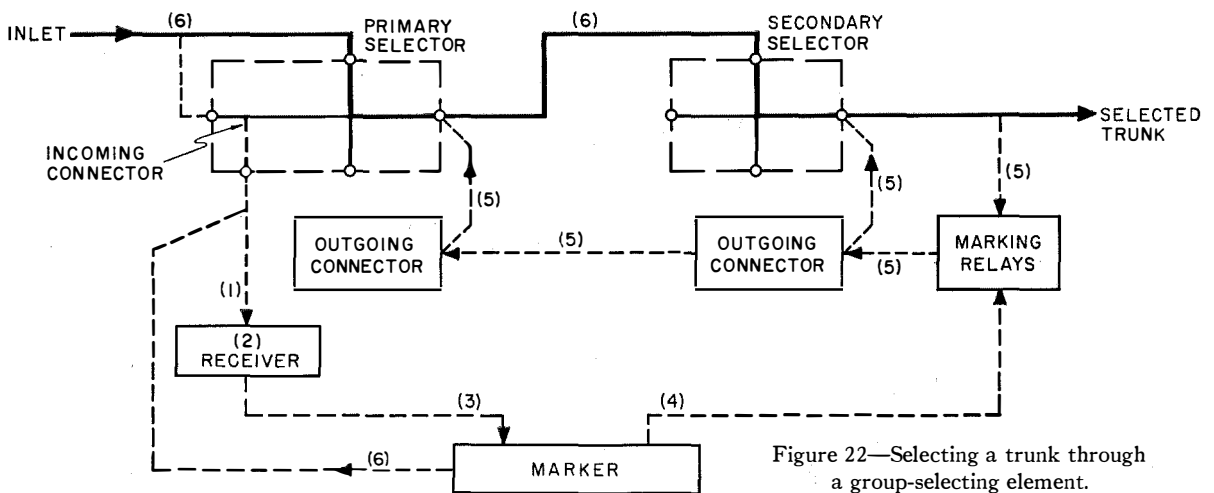 (6)
INLET
PRIMARY
SELECTOR
(6)
SECONDARY
SELECTOR
SELECTED
TRUNK
INCOMING
CONNECTOR
(5)
(5)
(5)
OUTGOING
CONNECTOR
(5)
OUTGOING
CONNECTOR
(5)
MARKING
RELAYS
(1)
(2)
RECEIVER
(3)
(4)
(6)
MARKER
Figure 22—Selecting a trunk through
a group-selecting element.